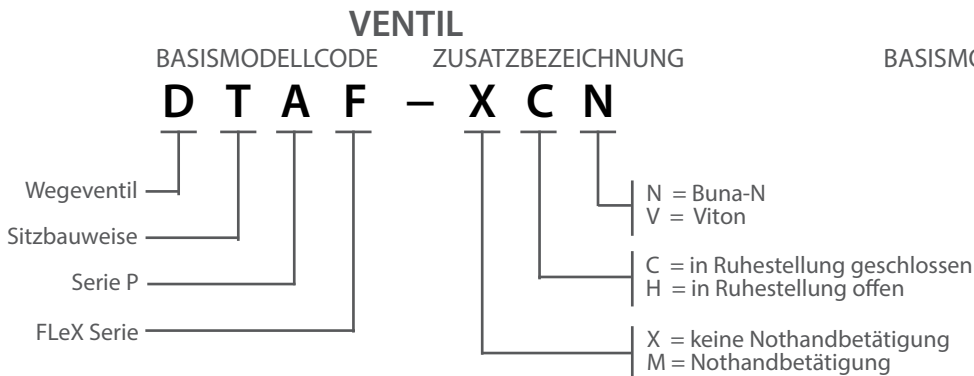 VENTIL
BASISMODELLCODE ZUSATZBEZEICHNUNG
D T A F – X C N
Wegeventil
Sitzbauweise
Serie P
FLeX Serie
N = Buna-N
V = Viton
C = in Ruhestellung geschlossen
H = in Ruhestellung offen
X = keine Nothandbetätigung
M = Nothandbetätigung
BASISMO